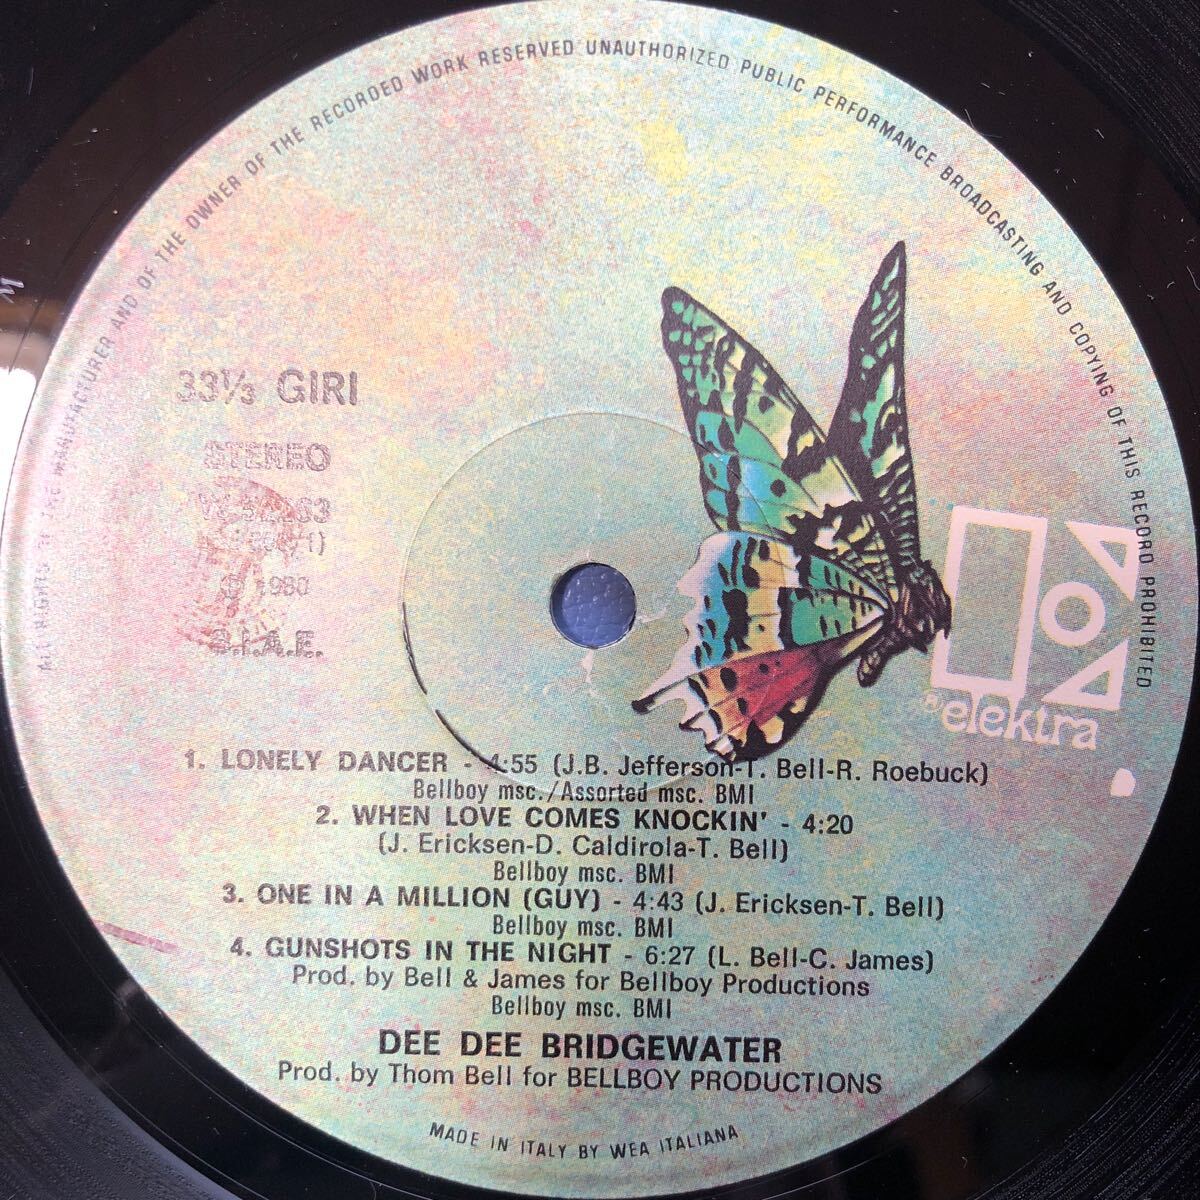 ALL RIGHTS OF THE MANUFACTURER AND OF THE OWNER OF THE RECORDED WORK RESERVED UNAUTHORIZED PUBLIC PERFORMANCE BROADCASTING AND COPYING OF THIS RECORD PROHIBITED
33⅓ GIRI
STEREO
℗ 1980
S.I.A.E.
® elektra
1. LONELY DANCER - 4:55 (J.B. Jefferson-T. Bell-R. Roebuck)
Bellboy msc./Assorted msc. BMI
2. WHEN LOVE COMES KNOCKIN' - 4:20
(J. Ericksen-D. Caldirola-T. Bell)
Bellboy msc. BMI
3. ONE IN A MILLION (GUY) - 4:43 (J. Ericksen-T. Bell)
Bellboy msc. BMI
4. GUNSHOTS IN THE NIGHT - 6:27 (L. Bell-C. James)
Prod. by Bell & James for Bellboy Productions
Bellboy msc. BMI
DEE DEE BRIDGEWATER
Prod. by Thom Bell for BELLBOY PRODUCTIONS
MADE IN ITALY BY WEA ITALIANA